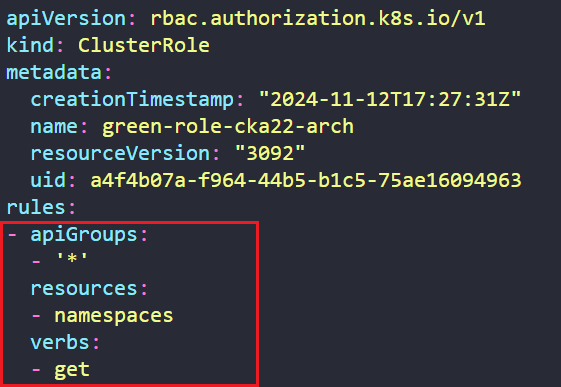 apiVersion: rbac.authorization.k8s.io/v1
kind: ClusterRole
metadata:
  creationTimestamp: "2024-11-12T17:27:31Z"
  name: green-role-cka22-arch
  resourceVersion: "3092"
  uid: a4f4b07a-f964-44b5-b1c5-75ae16094963
rules:
- apiGroups:
  - '*'
  resources:
  - namespaces
  verbs:
  - get